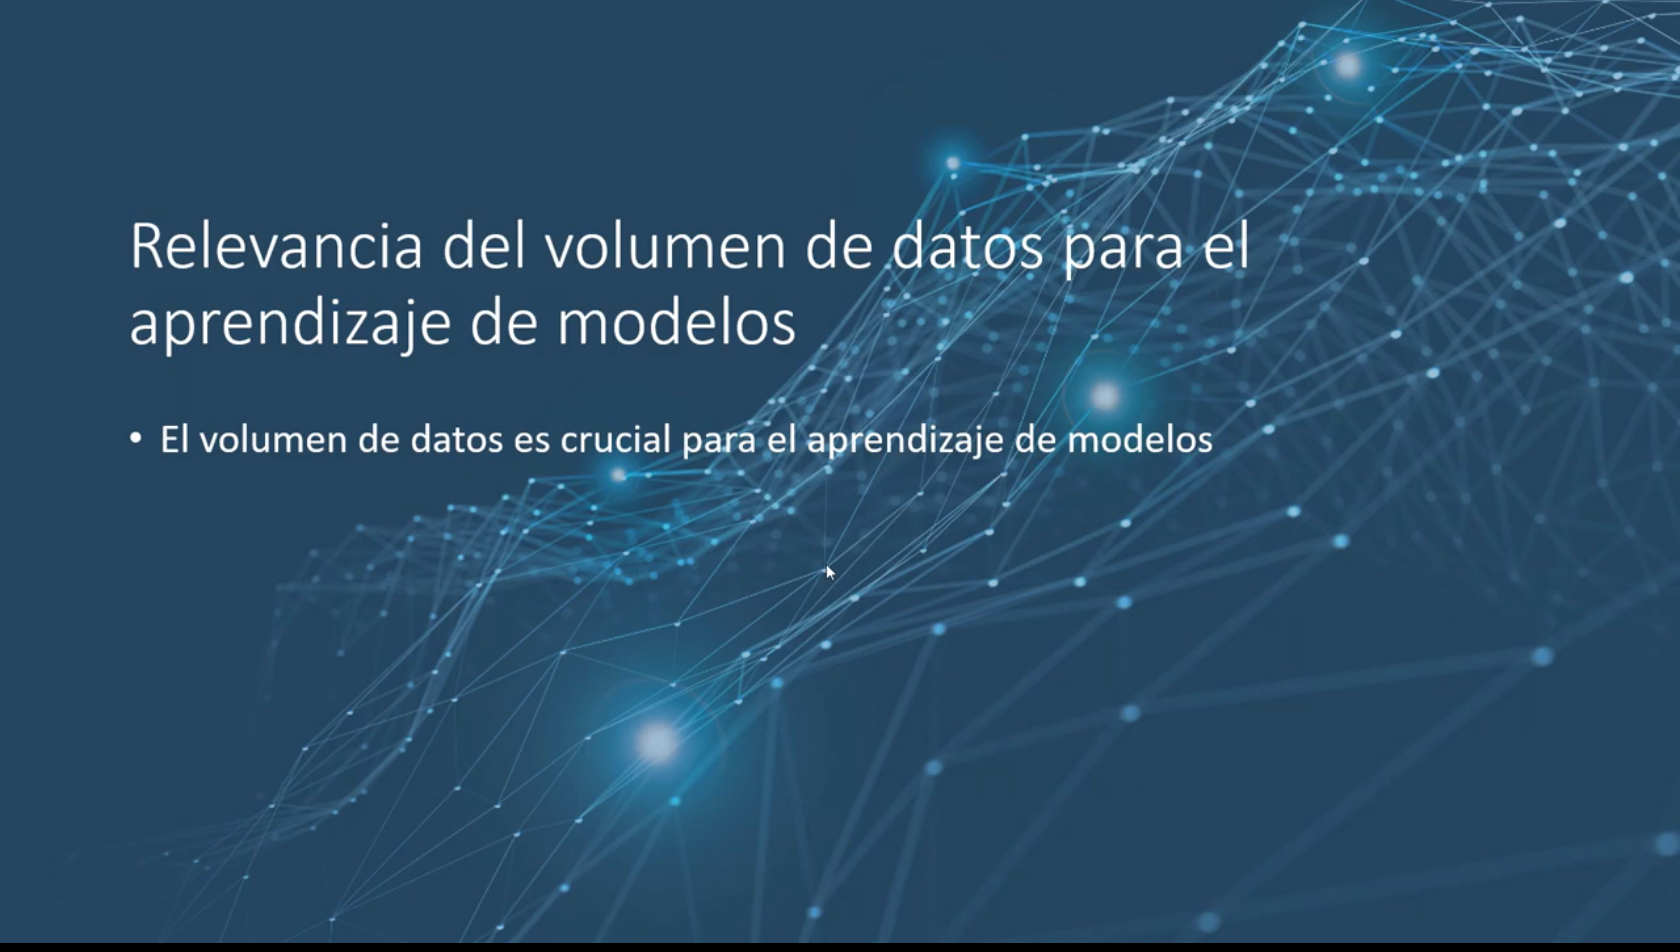 Relevancia del volumen de datos para el
aprendizaje de modelos
• El volumen de datos es crucial para el aprendizaje de modelos